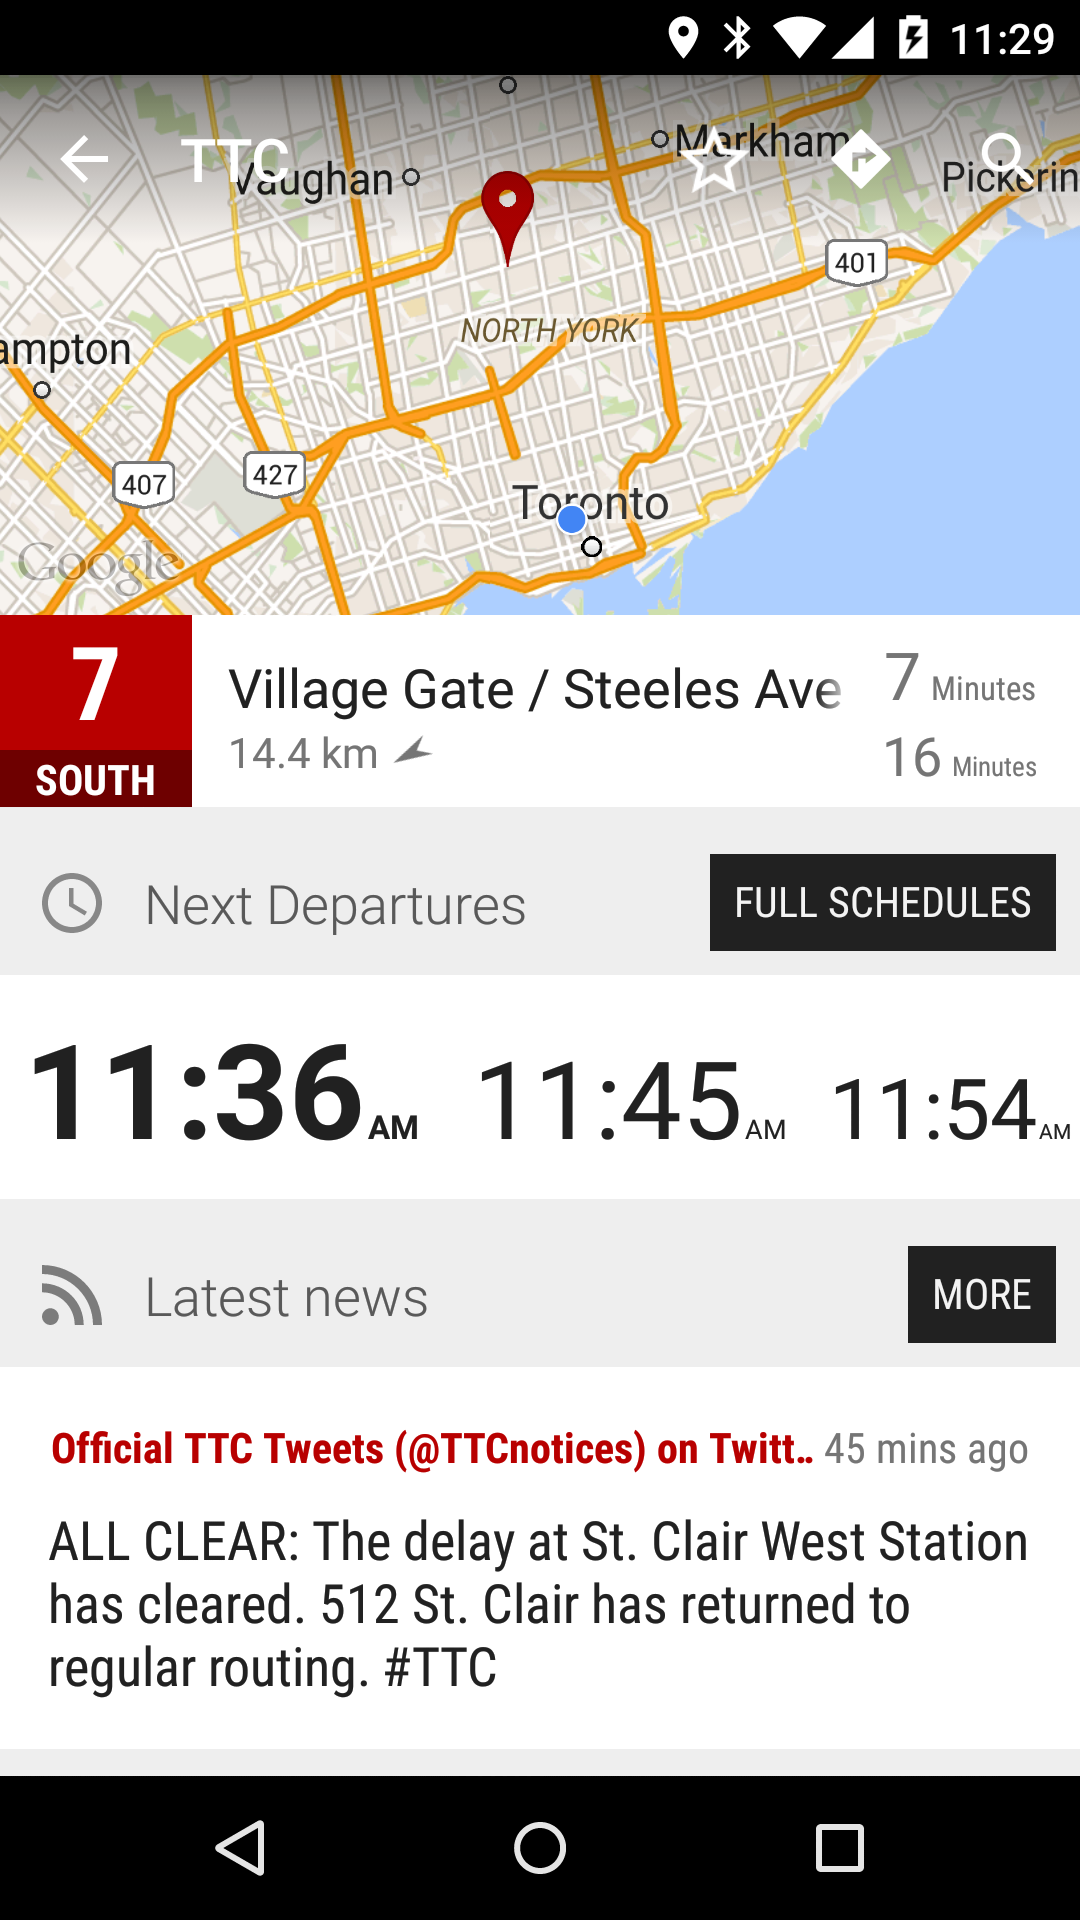 11:29
TTC
Markham
Vaughan
Pickerin
401
NORTH YORK
ampton
427
407
Toronto
Google
7
SOUTH
Village Gate / Steeles Ave
14.4 km
7 Minutes
16 Minutes
Next Departures
FULL SCHEDULES
11:36 AM
11:45 AM
11:54 AM
Latest news
MORE
Official TTC Tweets (@TTCnotices) on Twitt.. 45 mins ago
ALL CLEAR: The delay at St. Clair West Station
has cleared. 512 St. Clair has returned to
regular routing. #TTC